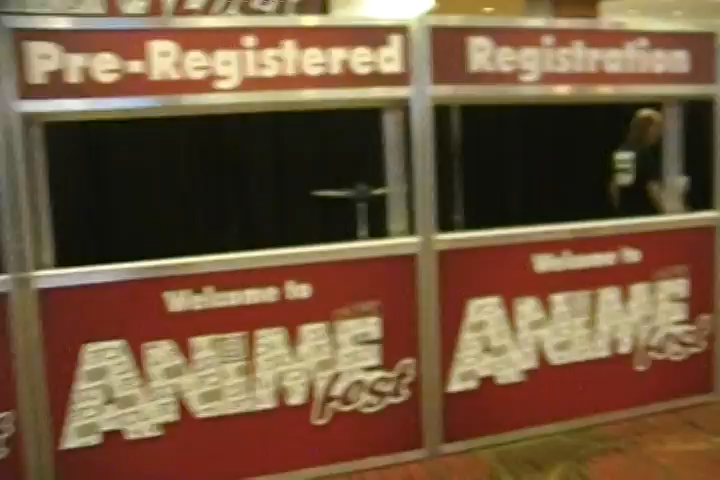 Pre-Registered
Registration
Welcome to
ANIME
fest
Welcome to
ANIME
fest